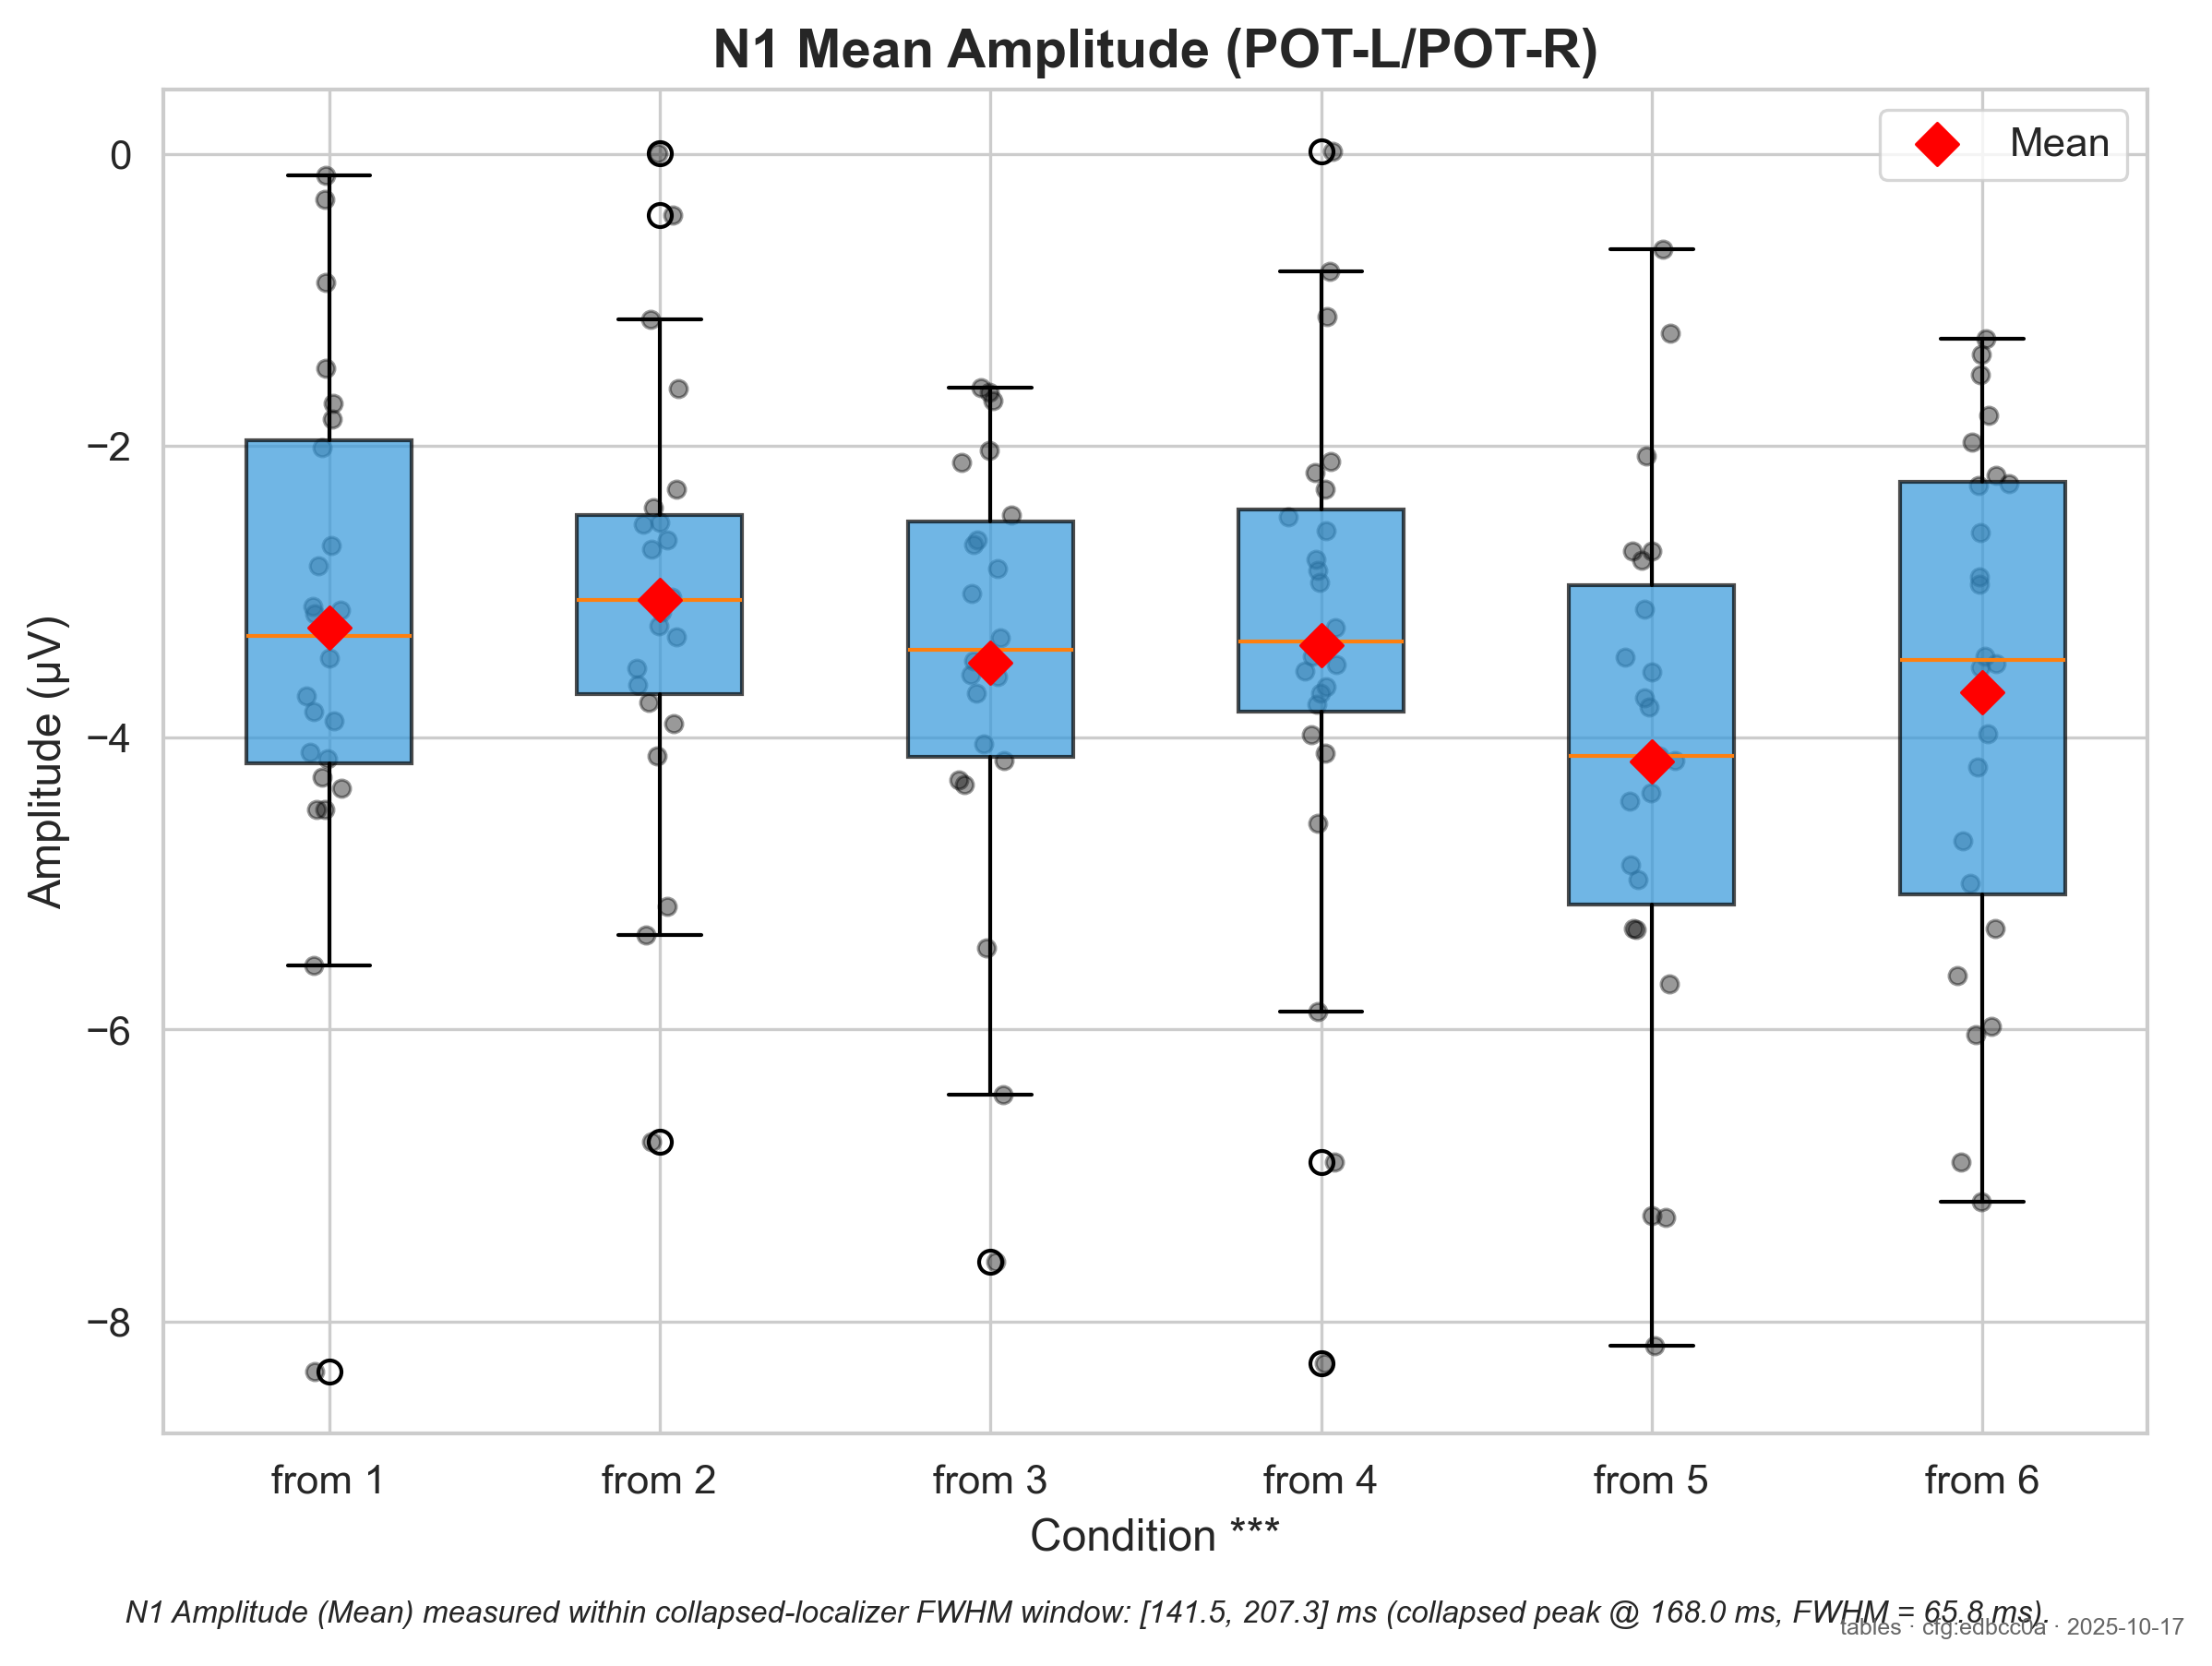 N1 Mean Amplitude (POT-L/POT-R)
Mean
Amplitude (µV)
0
−2
−4
−6
−8
from 1 from 2 from 3 from 4 from 5 from 6
Condition ***
N1 Amplitude (Mean) measured within collapsed-localizer FWHM window: [141.5, 207.3] ms (collapsed peak @ 168.0 ms, FWHM = 65.8 ms).
tables · cfg:edbcc0a · 2025-10-17